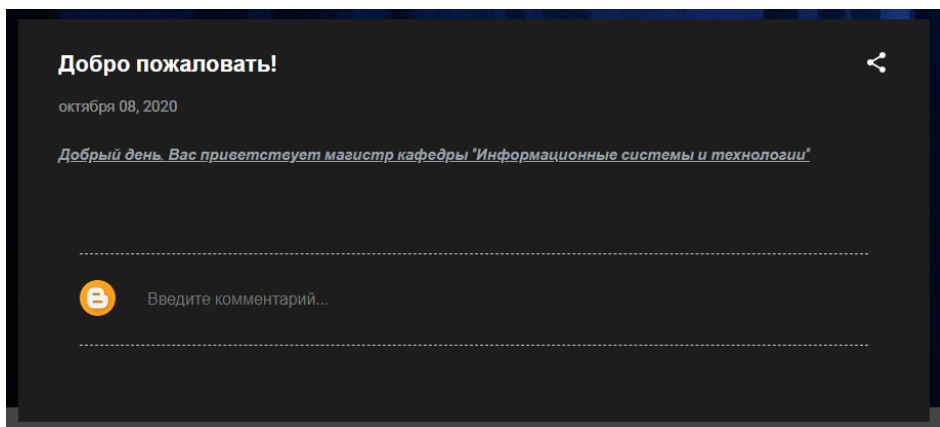 Добро пожаловать!
октября 08, 2020
Добрый день. Вас приветствует магистр кафедры "Информационные системы и технологии"
Введите комментарий...